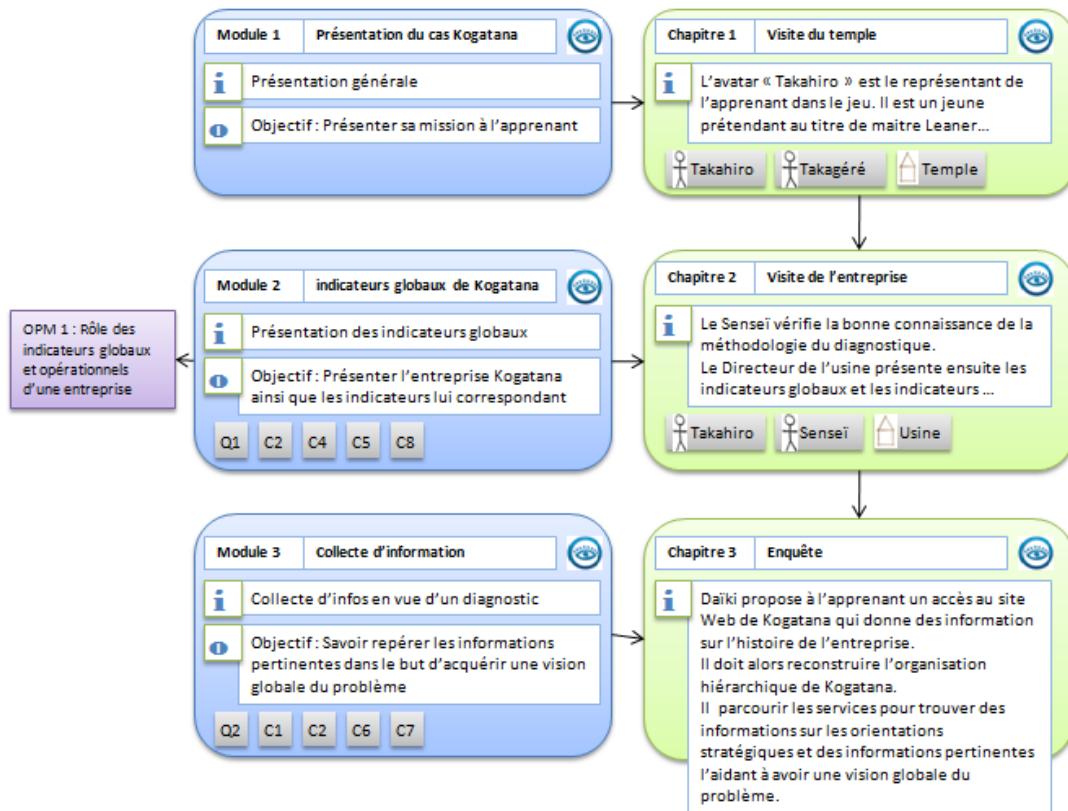 Module 1 Présentation du cas Kogatana
Présentation générale
Objectif : Présenter sa mission à l'apprenant
Chapitre 1 Visite du temple
L'avatar « Takahiro » est le représentant de
l'apprenant dans le jeu. Il est un jeune
prétendant au titre de maitre Leaner...
Takahiro Takagéré Temple
OPM 1 : Rôle des
indicateurs globaux
et opérationnels
d'une entreprise
Module 2 indicateurs globaux de Kogatana
Présentation des indicateurs globaux
Objectif : Présenter l'entreprise Kogatana
ainsi que les indicateurs lui correspondant
Q1 C2 C4 C5 C8
Chapitre 2 Visite de l'entreprise
Le Senseï vérifie la bonne connaissance de la
méthodologie du diagnostique.
Le Directeur de l'usine présente ensuite les
indicateurs globaux et les indicateurs ...
Takahiro Senseï Usine
Module 3 Collecte d'information
Collecte d'infos en vue d'un diagnostic
Objectif : Savoir repérer les informations
pertinentes dans le but d'acquérir une vision
globale du problème
Q2 C1 C2 C6 C7
Chapitre 3 Enquête
Daïki propose à l'apprenant un accès au site
Web de Kogatana qui donne des information
sur l'histoire de l'entreprise.
Il doit alors reconstruire l'organisation
hiérarchique de Kogatana.
Il parcourir les services pour trouver des
informations sur les orientations
stratégiques et des informations pertinentes
l'aidant à avoir une vision globale du
problème.